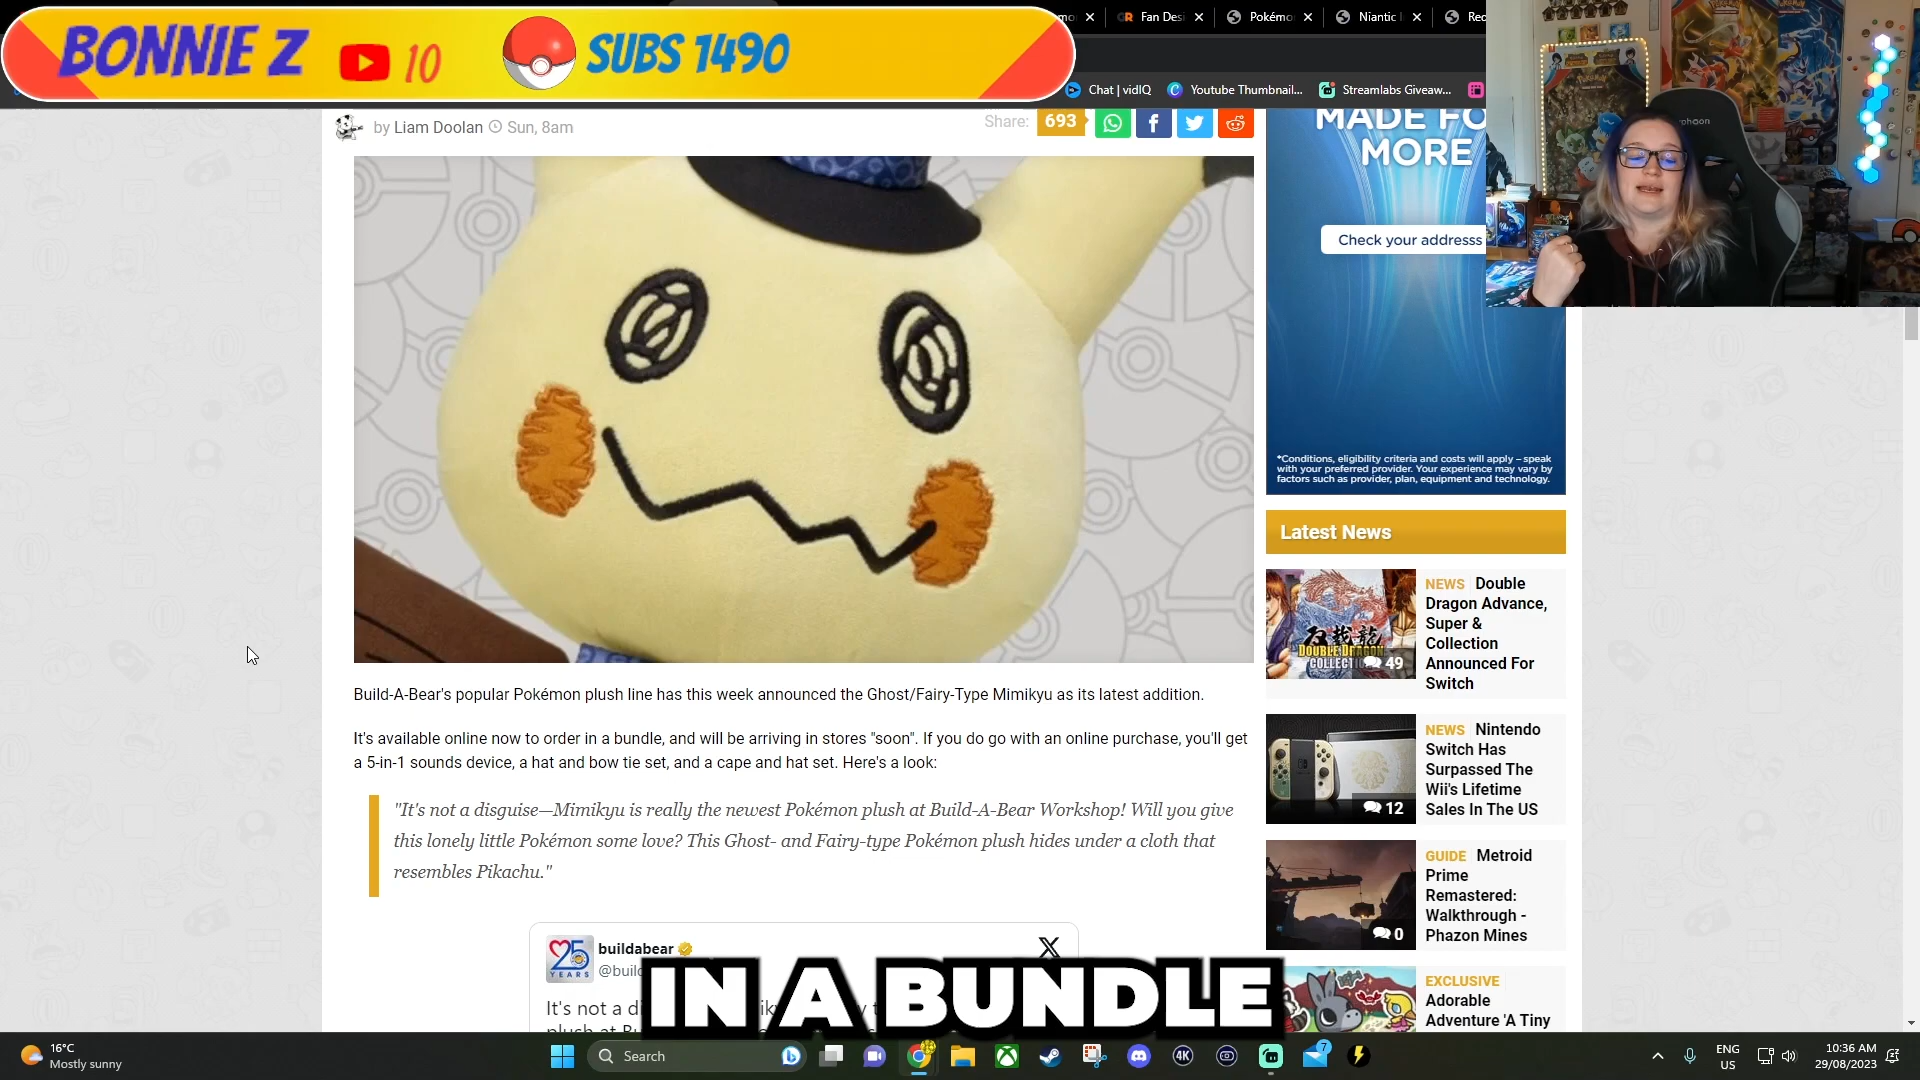 BONNIE Z 10 SUBS 1490
Fan Desi
Pokémo
Niantic
Rec
Chat | vidIQ
Youtube Thumbnail...
Streamlabs Giveaw...
by Liam Doolan Sun, 8am
Share: 693
MADE FO
MORE
Check your addresss
*Conditions, eligibility criteria and costs will apply – speak
with your preferred provider. Your experience may vary by
factors such as provider, plan, equipment and technology.
Latest News
NEWS Double
Dragon Advance,
Super &
Collection
Announced For
Switch
49
NEWS Nintendo
Switch Has
Surpassed The
Wii's Lifetime
Sales In The US
12
GUIDE Metroid
Prime
Remastered:
Walkthrough -
Phazon Mines
0
EXCLUSIVE
Adorable
Adventure 'A Tiny
Build-A-Bear's popular Pokémon plush line has this week announced the Ghost/Fairy-Type Mimikyu as its latest addition.
It's available online now to order in a bundle, and will be arriving in stores "soon". If you do go with an online purchase, you'll get
a 5-in-1 sounds device, a hat and bow tie set, and a cape and hat set. Here's a look:
"It's not a disguise—Mimikyu is really the newest Pokémon plush at Build-A-Bear Workshop! Will you give
this lonely little Pokémon some love? This Ghost- and Fairy-type Pokémon plush hides under a cloth that
resembles Pikachu."
25 YEARS
buildabear
@build
It's not a di
IN A BUNDLE
16°C
Mostly sunny
Search
4K
7
ENG
US
10:36 AM
29/08/2023